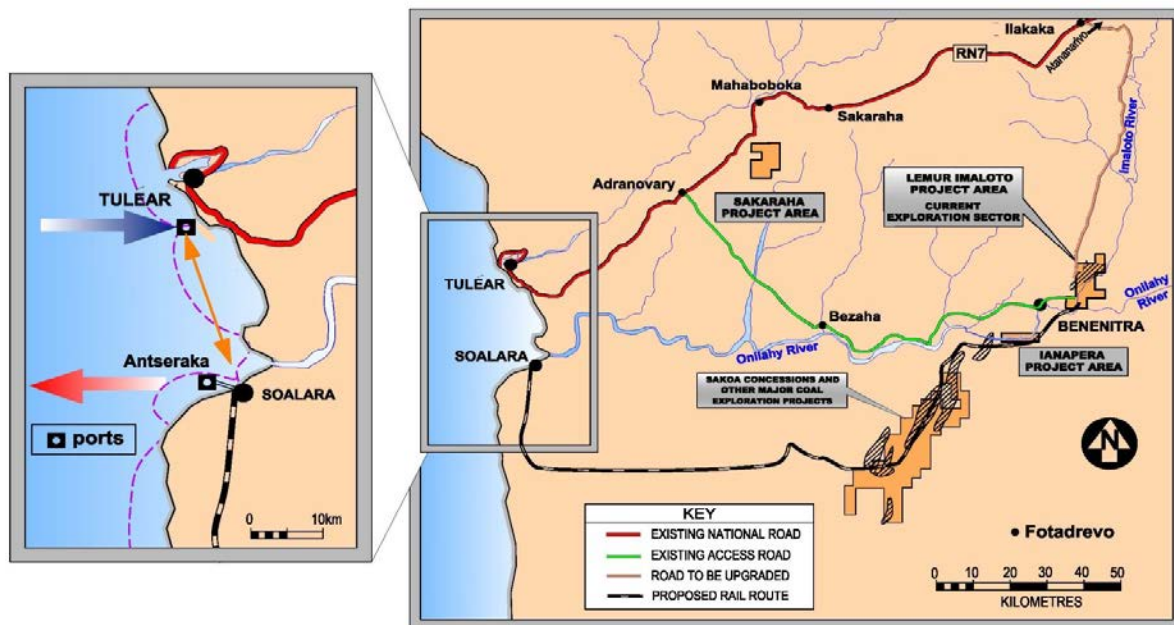 TULÉAR
Antseraka
SOALARA
ports
0 10km
Ilakaka
Atananarivo
RN7
Mahaboboka
Sakaraha
Imaloto River
LEMUR IMALOTO
PROJECT AREA
CURRENT
EXPLORATION SECTOR
Adranovary
SAKARAHA
PROJECT AREA
TULÉAR
Bezaha
Onilahy
River
BENENITRA
Onilahy River
SOALARA
IANAPERA
PROJECT AREA
SAKOA CONCESSIONS AND
OTHER MAJOR COAL
EXPLORATION PROJECTS
N
KEY
EXISTING NATIONAL ROAD
EXISTING ACCESS ROAD
ROAD TO BE UPGRADED
PROPOSED RAIL ROUTE
Fotadrevo
0 10 20 30 40 50
KILOMETRES